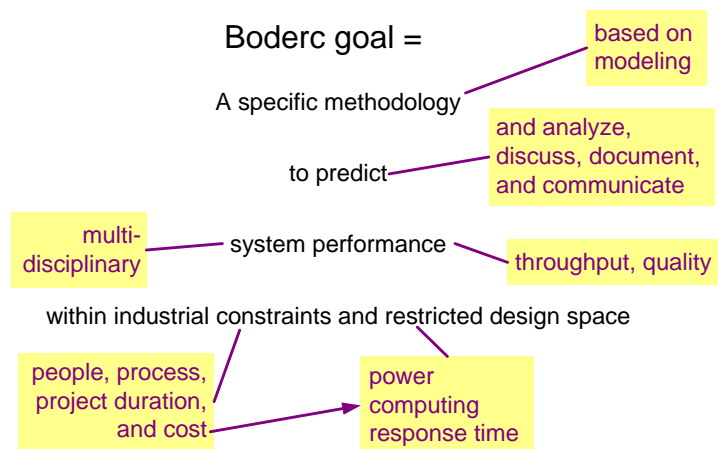 Boderc goal =
based on
modeling
A specific methodology
to predict
and analyze,
discuss, document,
and communicate
multi-
disciplinary
system performance
throughput, quality
within industrial constraints and restricted design space
people, process,
project duration,
and cost
power
computing
response time